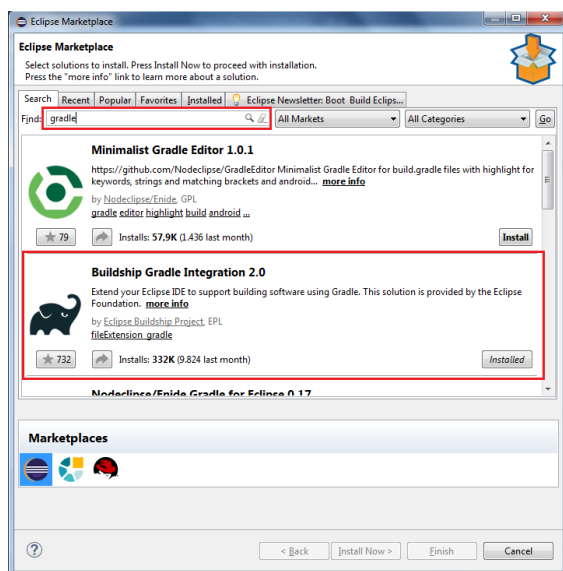 Eclipse Marketplace
Eclipse Marketplace
Select solutions to install. Press Install Now to proceed with installation.
Press the "more info" link to learn more about a solution.
Search Recent Popular Favorites Installed Eclipse Newsletter: Boot Build Eclips...
Find: gradle All Markets All Categories Go
Minimalist Gradle Editor 1.0.1
https://github.com/Nodeclipse/GradleEditor Minimalist Gradle Editor for build.gradle files with highlight for
keywords, strings and matching brackets and android... more info
by Nodeclipse/Enide, GPL
gradle editor highlight build android ...
79 Installs: 57,9K (1.436 last month) Install
Buildship Gradle Integration 2.0
Extend your Eclipse IDE to support building software using Gradle. This solution is provided by the Eclipse
Foundation. more info
by Eclipse Buildship Project, EPL
fileExtension_gradle
732 Installs: 332K (9.824 last month) Installed
Nodeclipse/Enide Gradle for Eclipse 0.17
Marketplaces
? < Back Install Now > Finish Cancel